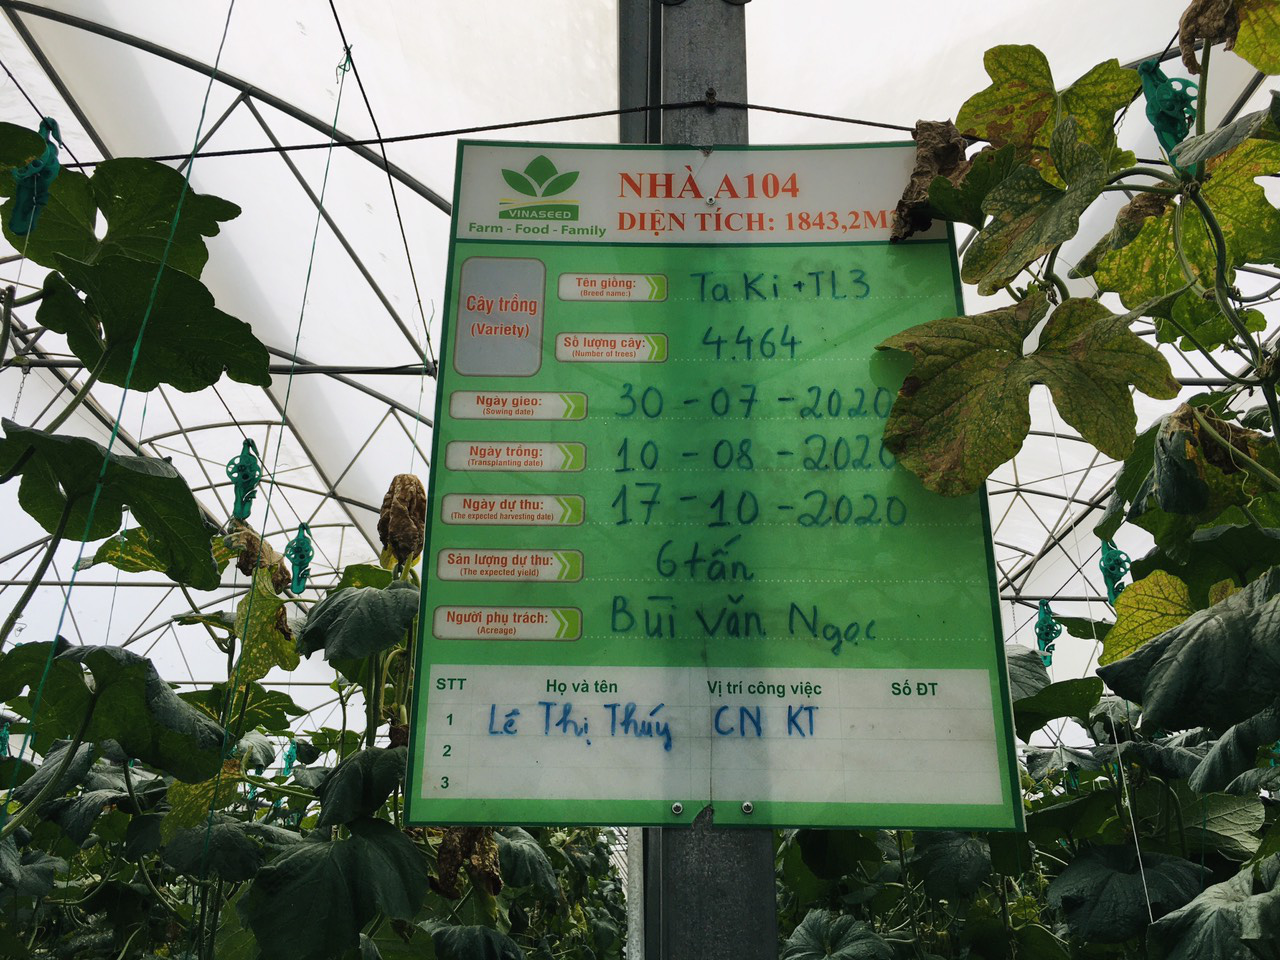 VINASEED
Farm - Food - Family
NHÀ A104
DIỆN TÍCH: 1843,2M
Cây trồng
(Variety)
Tên giống:
(Breed name:)
Ta Ki + TL3
Số lượng cây:
(Number of trees)
4.464
Ngày gieo:
(Sowing date)
30 - 07 - 2020
Ngày trồng:
(Transplanting date)
10 - 08 - 2020
Ngày dự thu:
(The expected harvesting date)
17 - 10 - 2020
Sản lượng dự thu:
(The expected yield)
6 tấn
Người phụ trách:
(Acreage)
Bùi Văn Ngọc
STT Họ và tên Vị trí công việc Số ĐT
1 Lê Thị Thúy CN KT
2
3